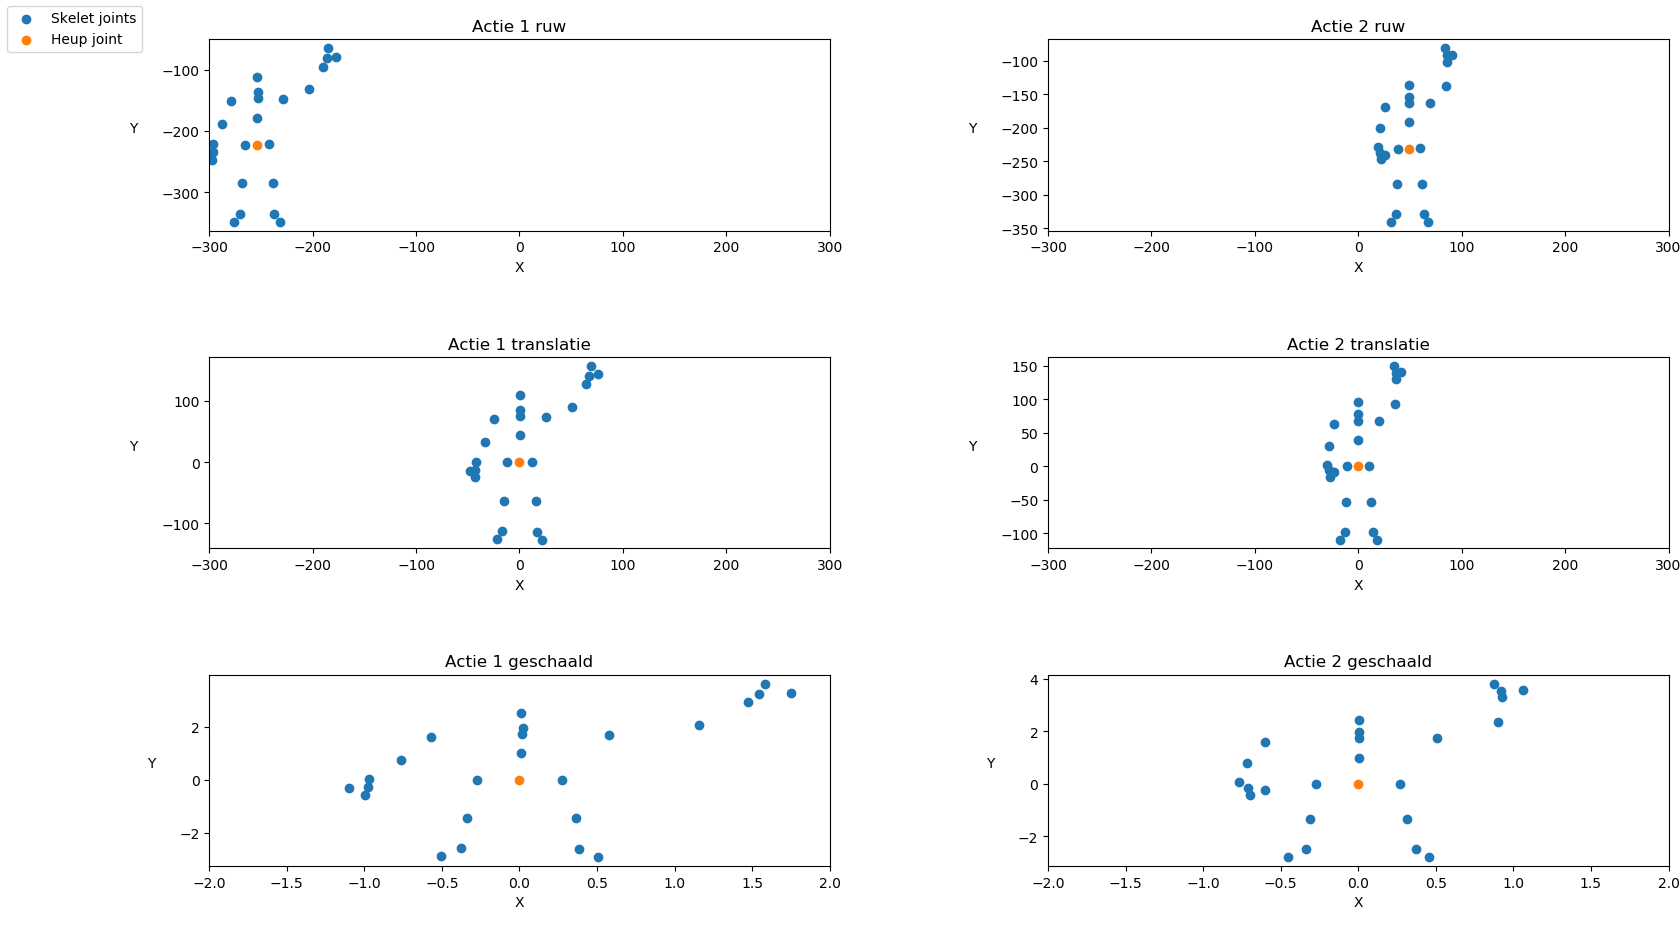 Skelet joints
Heup joint
Actie 1 ruw
−100
−200
−300
Y
−300 −200 −100 0 100 200 300
X
Actie 2 ruw
−100
−150
−200
−250
−300
−350
Y
−300 −200 −100 0 100 200 300
X
Actie 1 translatie
100
0
−100
Y
−300 −200 −100 0 100 200 300
X
Actie 2 translatie
150
100
50
0
−50
−100
Y
−300 −200 −100 0 100 200 300
X
Actie 1 geschaald
2
0
−2
Y
−2.0 −1.5 −1.0 −0.5 0.0 0.5 1.0 1.5 2.0
X
Actie 2 geschaald
4
2
0
−2
Y
−2.0 −1.5 −1.0 −0.5 0.0 0.5 1.0 1.5 2.0
X